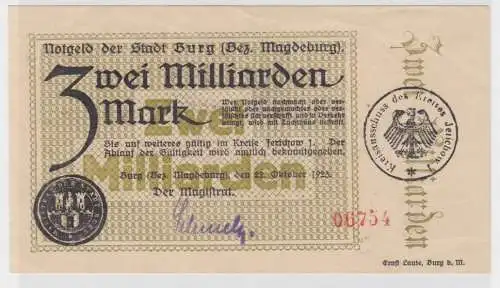 Notgeld der Stadt Burg (Bez. Magdeburg).
Zwei Milliarden
Mark
Wer Notgeld nachmacht oder ver-
fälscht oder nachgemachtes oder ver-
fälschtes sich verschafft und in Verkehr
bringt, wird mit Zuchthaus bestraft.
Zwei
Milliarden
Bis auf weiteres gültig im Kreise Jerichow I. Der
Ablauf der Gültigkeit wird amtlich bekanntgegeben.
Burg (Bez. Magdeburg), den 22. Oktober 1923.
Der Magistrat.
06754
Kreisausschuss des Kreises Jerichow I
Ernst Laute, Burg b. M.